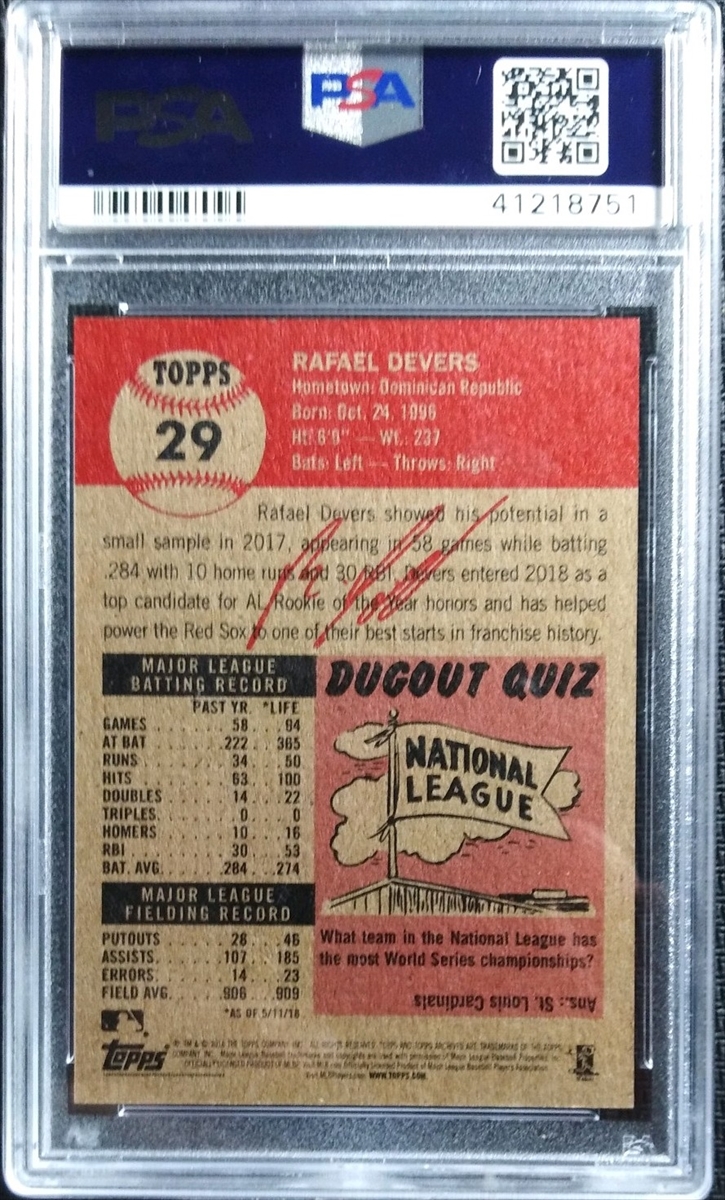 PSA
PSA
41218751
TOPPS
29
RAFAEL DEVERS
Hometown: Dominican Republic
Born: Oct. 24, 1996
Ht: 6'0" — Wt.: 237
Bats: Left — Throws: Right
Rafael Devers showed his potential in a
small sample in 2017, appearing in 58 games while batting
.284 with 10 home runs and 30 RBI. Devers entered 2018 as a
top candidate for AL Rookie of the Year honors and has helped
power the Red Sox to one of their best starts in franchise history.
MAJOR LEAGUE
BATTING RECORD
PAST YR. *LIFE
GAMES 58 94
AT BAT 222 365
RUNS 34 50
HITS 63 100
DOUBLES 14 22
TRIPLES 0 0
HOMERS 10 16
RBI 30 53
BAT. AVG. .284 .274
MAJOR LEAGUE
FIELDING RECORD
PUTOUTS 28 46
ASSISTS 107 185
ERRORS 14 23
FIELD AVG. .906 .909
*AS OF 5/11/18
DUGOUT QUIZ
NATIONAL
LEAGUE
What team in the National League has
the most World Series championships?
Ans.: St. Louis Cardinals
Topps
WWW.TOPPS.COM